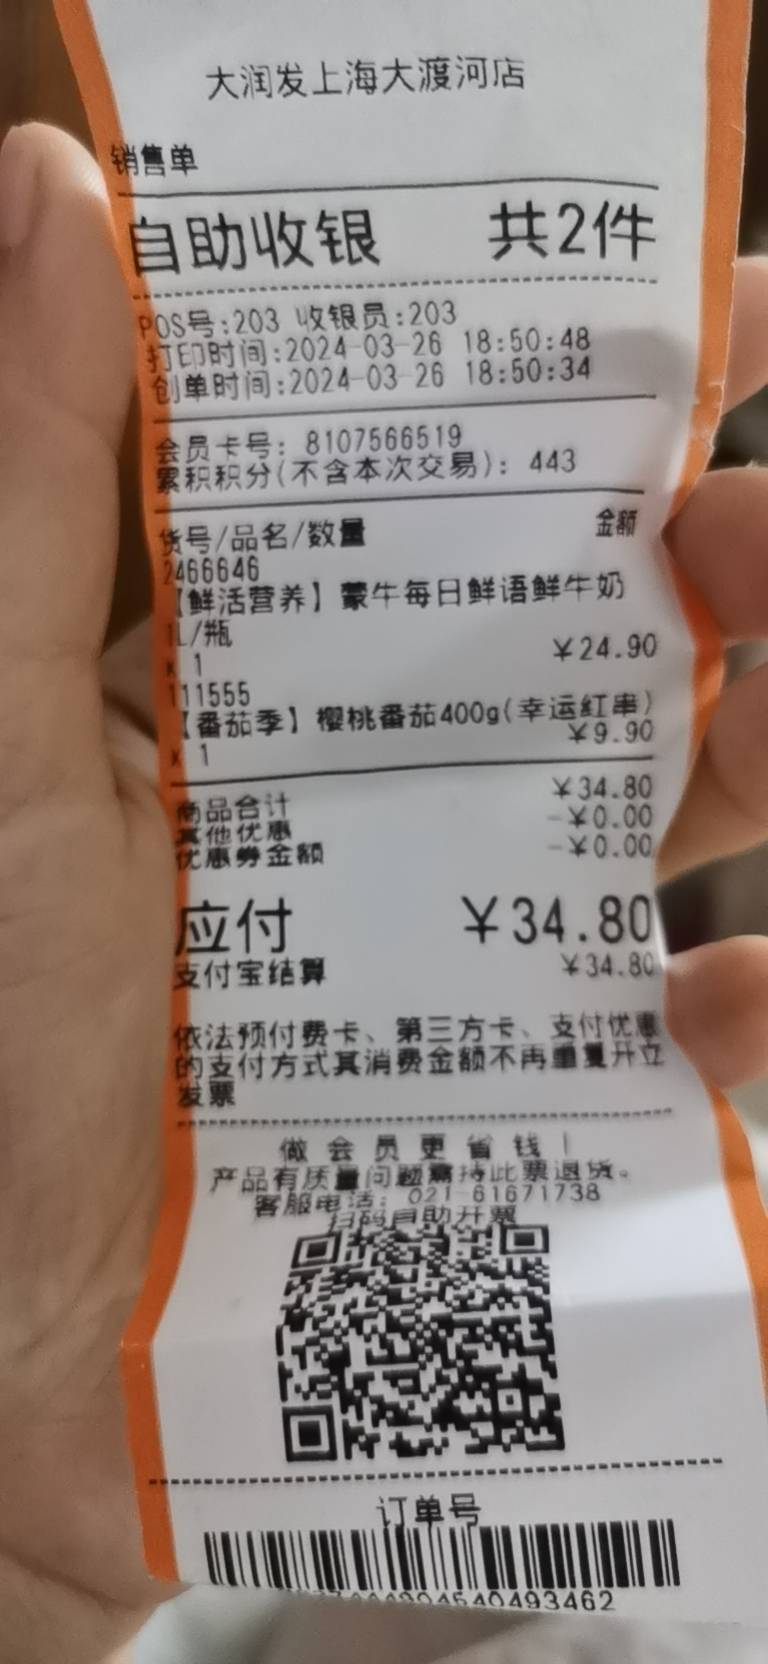 大润发上海大渡河店
销售单
自助收银 共2件
POS号:203 收银员:203
打印时间:2024-03-26 18:50:48
创单时间:2024-03-26 18:50:34
会员卡号: 8107566519
累积积分(不含本次交易): 443
货号/品名/数量 金额
2466646
【鲜活营养】蒙牛每日鲜语鲜牛奶
1L/瓶
x 1 ¥24.90
111555
【番茄季】樱桃番茄400g(幸运红串)
x 1 ¥9.90
商品合计 ¥34.80
其他优惠 -¥0.00
优惠券金额 -¥0.00
应付 ¥34.80
支付宝结算 ¥34.80
依法预付费卡、第三方卡、支付优惠
的支付方式其消费金额不再重复开立
发票
做会员更省钱!
产品有质量问题需持此票退货。
客服电话: 021-61671738
扫码自助开票
订单号